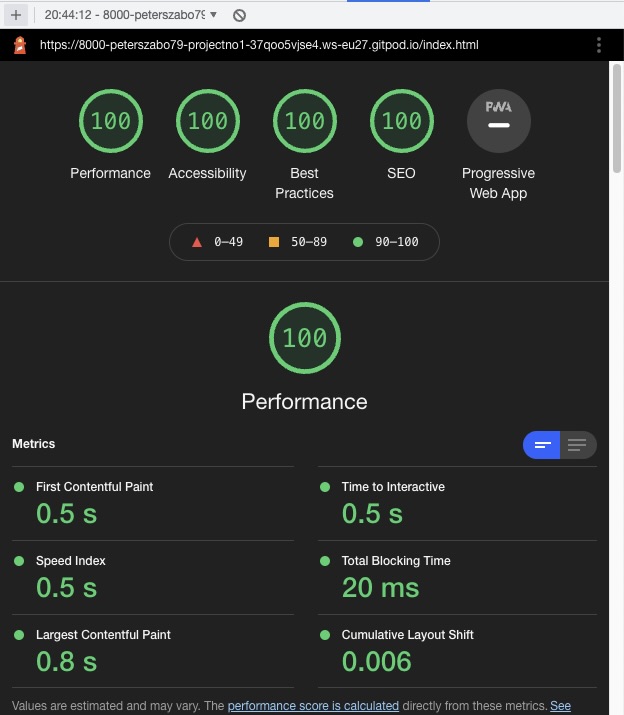 20:44:12 - 8000-peterszabo79
https://8000-peterszabo79-projectno1-37qoo5vjse4.ws-eu27.gitpod.io/index.html
100 100 100 100 PWA
Performance Accessibility Best Practices SEO Progressive Web App
0–49 50–89 90–100
100
Performance
Metrics
First Contentful Paint
0.5 s
Time to Interactive
0.5 s
Speed Index
0.5 s
Total Blocking Time
20 ms
Largest Contentful Paint
0.8 s
Cumulative Layout Shift
0.006
Values are estimated and may vary. The performance score is calculated directly from these metrics. See